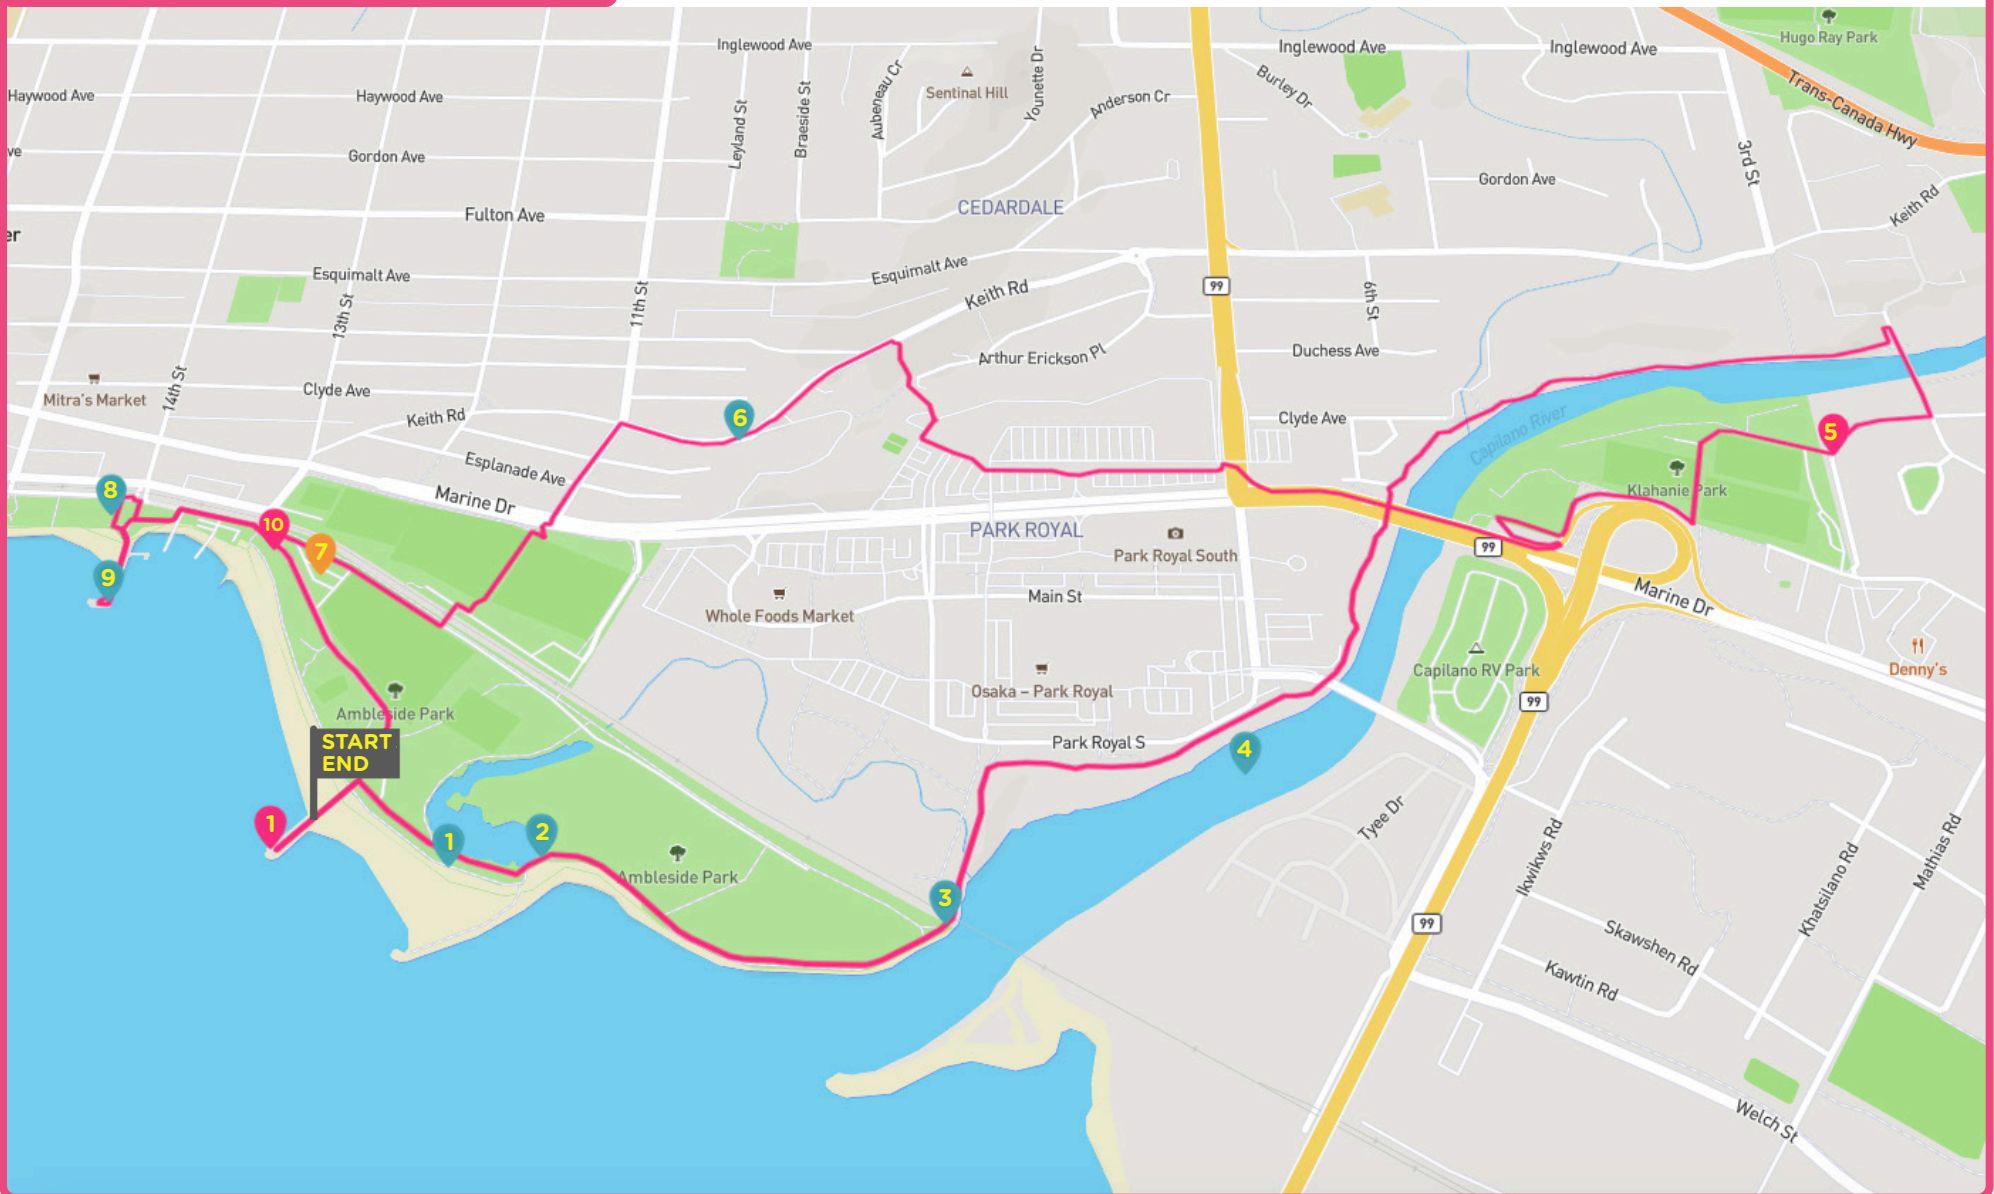 Inglewood Ave
Inglewood Ave
Inglewood Ave
Hugo Ray Park
Haywood Ave
Haywood Ave
Sentinal Hill
Younette Dr
Aubeneau Cr
Anderson Cr
Burley Dr
Trans-Canada Hwy
Leyland St
Braeside St
ve
Gordon Ave
Gordon Ave
3rd St
Keith Rd
Fulton Ave
CEDARDALE
er
Esquimalt Ave
Esquimalt Ave
Keith Rd
99
6th St
13th St
11th St
Arthur Erickson Pl
Duchess Ave
14th St
Mitra's Market
Clyde Ave
Keith Rd
6
Clyde Ave
Capilano River
5
Esplanade Ave
Marine Dr
8
Klahanie Park
10
7
PARK ROYAL
Park Royal South
99
9
Whole Foods Market
Main St
Marine Dr
Denny's
Capilano RV Park
Osaka – Park Royal
99
Ambleside Park
START
END
Park Royal S
4
1
1
2
Tyee Dr
Ambleside Park
3
Ikwikws Rd
Khatsilano Rd
Mathias Rd
99
Skawshen Rd
Kawtin Rd
Welch St